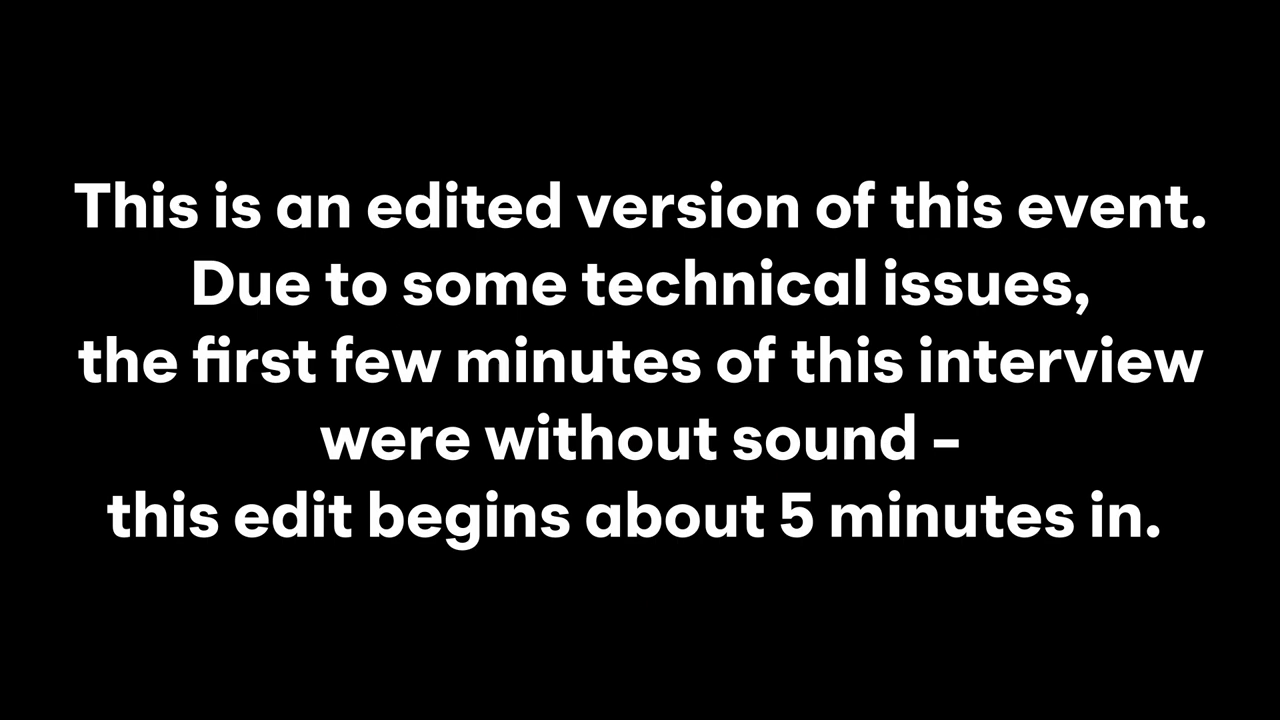 This is an edited version of this event.
Due to some technical issues,
the first few minutes of this interview
were without sound –
this edit begins about 5 minutes in.